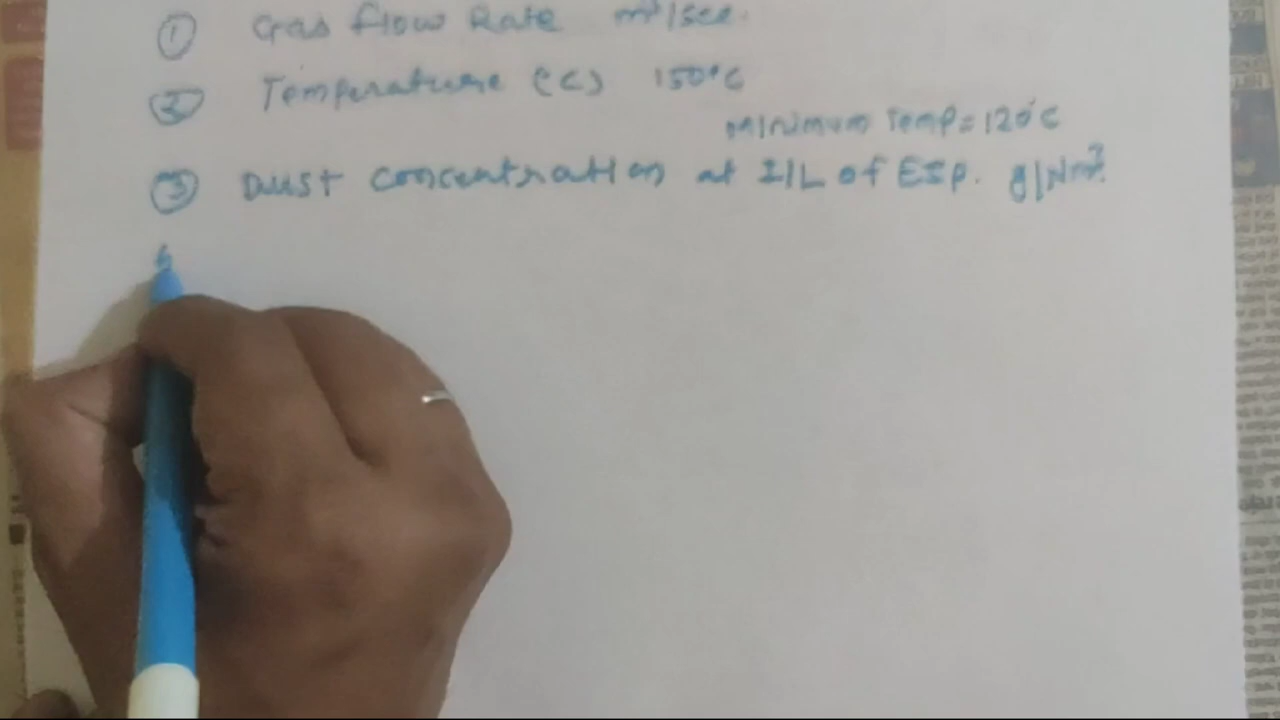 ① Gas flow Rate m³/sec.
② Temperature (°C) 150°C
Minimum Temp = 120°C
③ Dust concentration at I/L of ESP. g/Nm³.